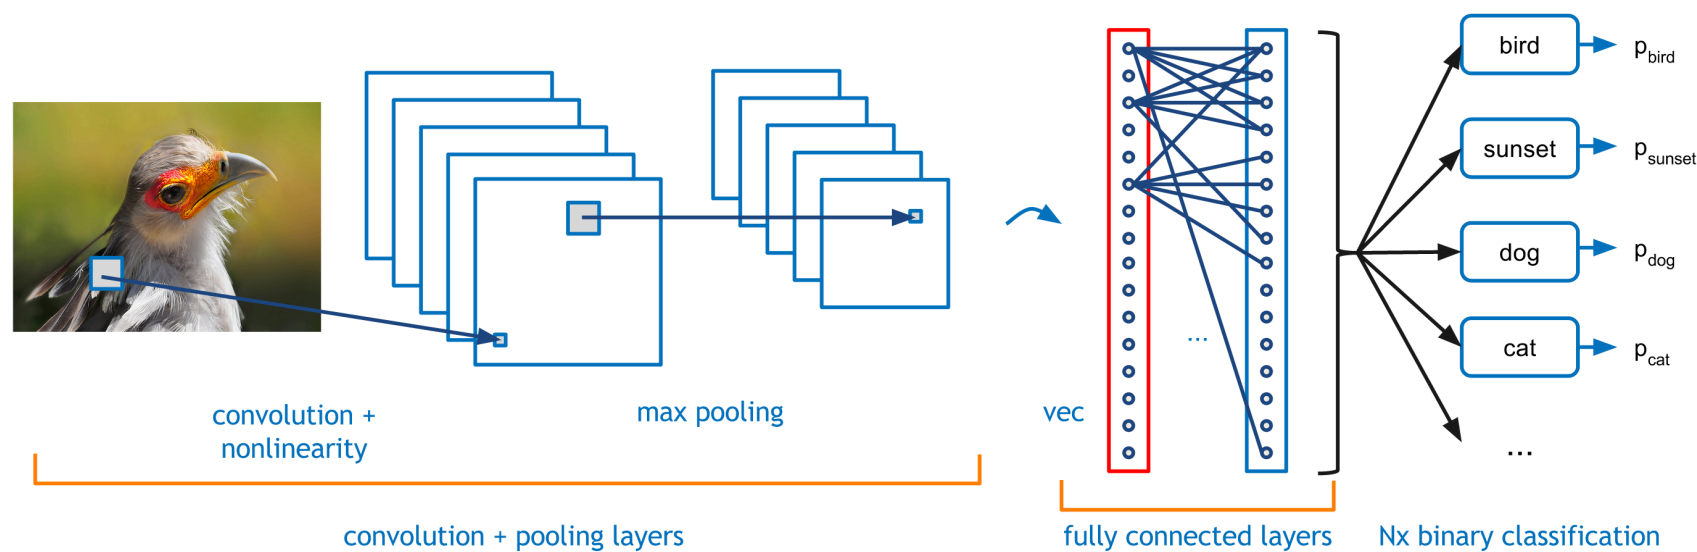 convolution +
nonlinearity
max pooling
vec
convolution + pooling layers
fully connected layers
Nx binary classification
...
bird
p_bird
sunset
p_sunset
dog
p_dog
cat
p_cat
...